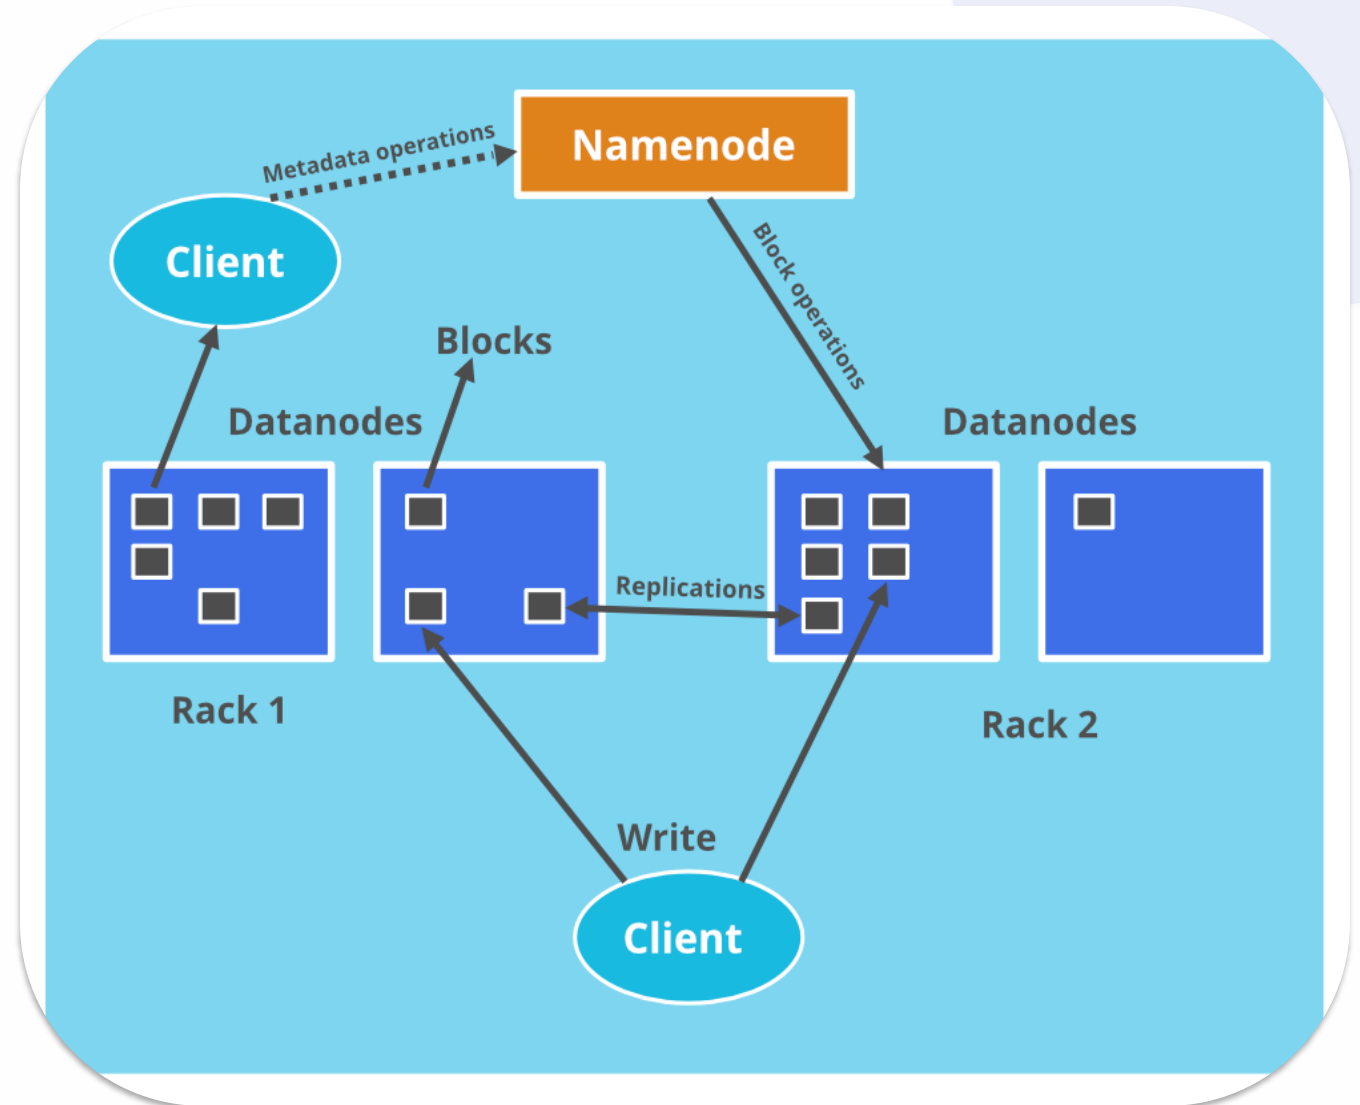 Namenode
Metadata operations
Client
Block operations
Blocks
Datanodes
Datanodes
Replications
Rack 1
Rack 2
Write
Client